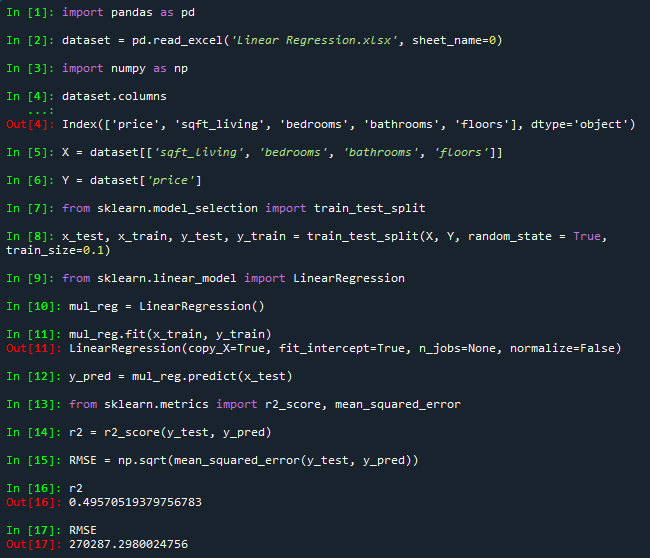 In [1]: import pandas as pd
In [2]: dataset = pd.read_excel('Linear Regression.xlsx', sheet_name=0)
In [3]: import numpy as np
In [4]: dataset.columns
...:
Out[4]: Index(['price', 'sqft_living', 'bedrooms', 'bathrooms', 'floors'], dtype='object')
In [5]: X = dataset[['sqft_living', 'bedrooms', 'bathrooms', 'floors']]
In [6]: Y = dataset['price']
In [7]: from sklearn.model_selection import train_test_split
In [8]: x_test, x_train, y_test, y_train = train_test_split(X, Y, random_state = True,
train_size=0.1)
In [9]: from sklearn.linear_model import LinearRegression
In [10]: mul_reg = LinearRegression()
In [11]: mul_reg.fit(x_train, y_train)
Out[11]: LinearRegression(copy_X=True, fit_intercept=True, n_jobs=None, normalize=False)
In [12]: y_pred = mul_reg.predict(x_test)
In [13]: from sklearn.metrics import r2_score, mean_squared_error
In [14]: r2 = r2_score(y_test, y_pred)
In [15]: RMSE = np.sqrt(mean_squared_error(y_test, y_pred))
In [16]: r2
Out[16]: 0.49570519379756783
In [17]: RMSE
Out[17]: 270287.2980024756